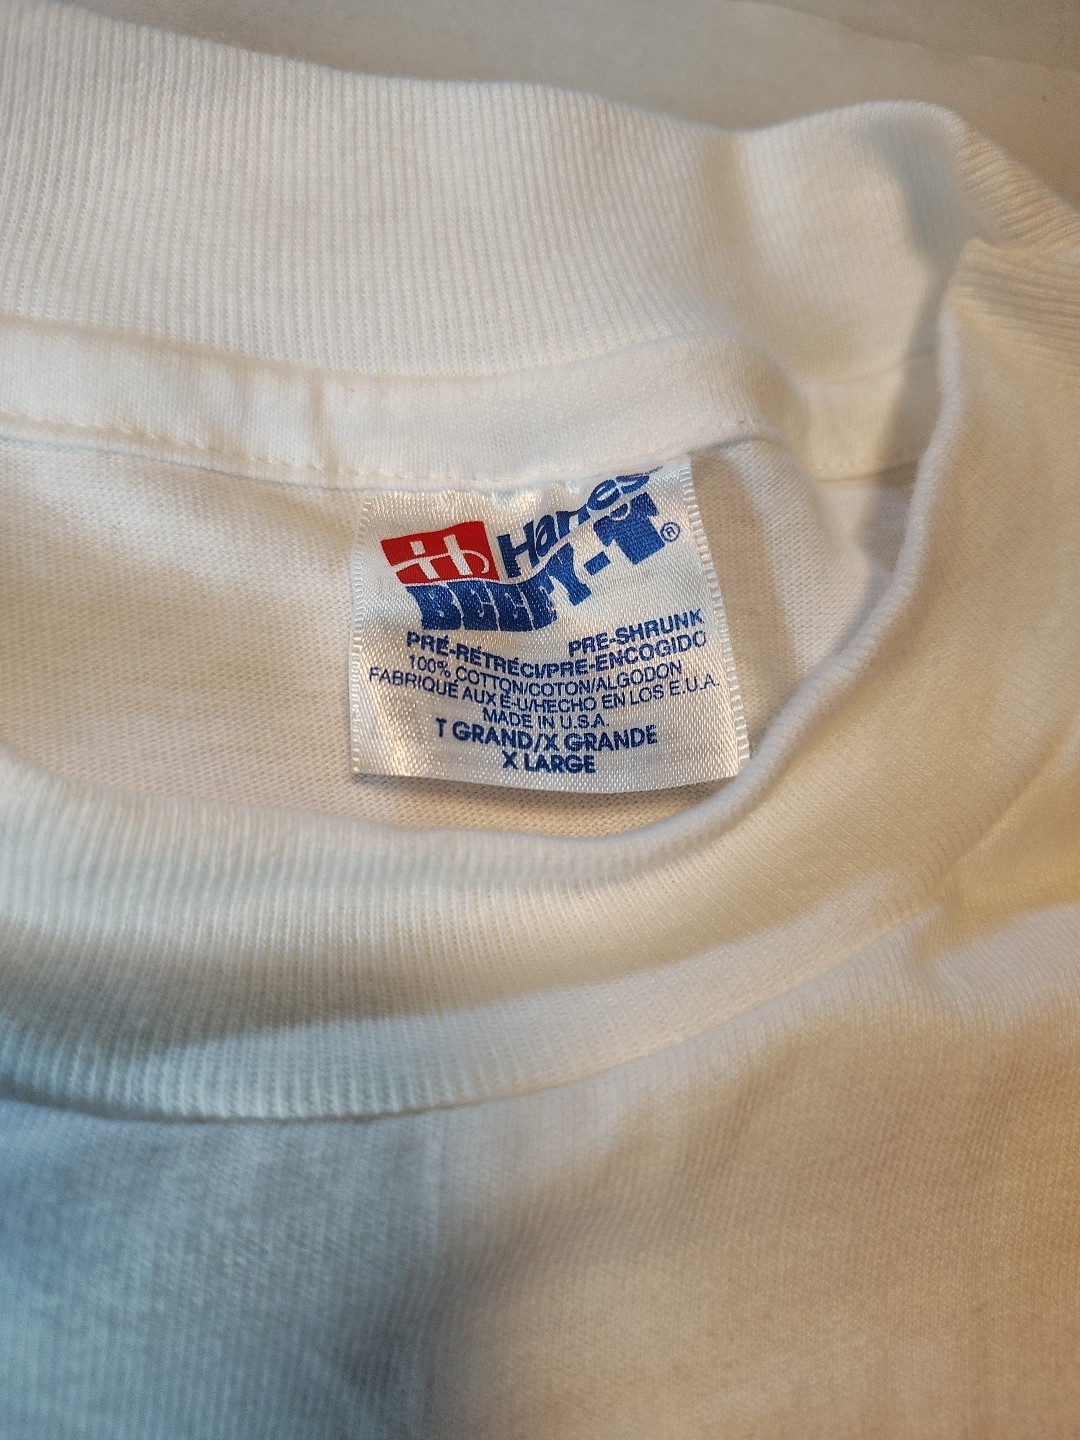 Hanes
BEEFY-T®
PRE-SHRUNK
PRÉ-RÉTRÉCI/PRE-ENCOGIDO
100% COTTON/COTON/ALGODON
FABRIQUÉ AUX É-U/HECHO EN LOS E.U.A.
MADE IN U.S.A.
T GRAND/X GRANDE
X LARGE